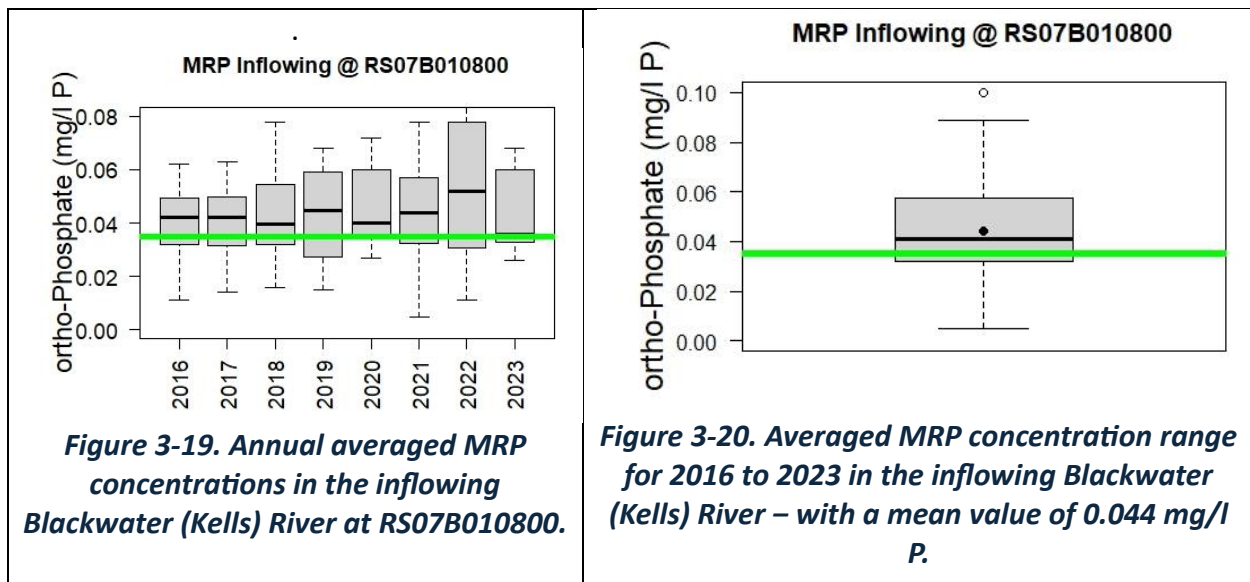 .
MRP Inflowing @ RS07B010800
ortho-Phosphate (mg/l P)
0.08
0.06
0.04
0.02
0.00
2016
2017
2018
2019
2020
2021
2022
2023
Figure 3-19. Annual averaged MRP
concentrations in the inflowing
Blackwater (Kells) River at RS07B010800.
MRP Inflowing @ RS07B010800
ortho-Phosphate (mg/l P)
0.10
0.08
0.06
0.04
0.02
0.00
Figure 3-20. Averaged MRP concentration range
for 2016 to 2023 in the inflowing Blackwater
(Kells) River – with a mean value of 0.044 mg/l
P.